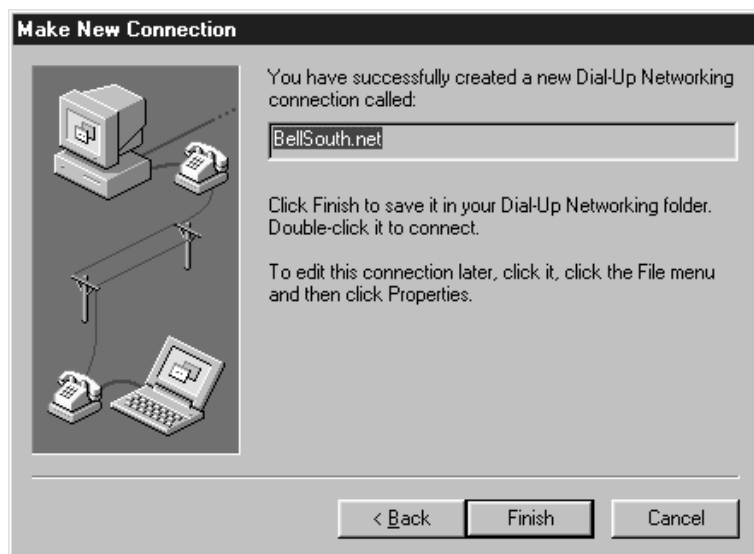 Make New Connection
You have successfully created a new Dial-Up Networking
connection called:
BellSouth.net
Click Finish to save it in your Dial-Up Networking folder.
Double-click it to connect.
To edit this connection later, click it, click the File menu
and then click Properties.
< Back
Finish
Cancel